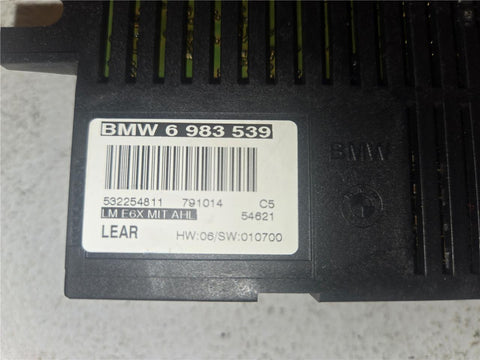 BMW 6 983 539
532254811 791014 C5
LM E6X MIT AHL 54621
LEAR HW:06/SW:010700
BMW